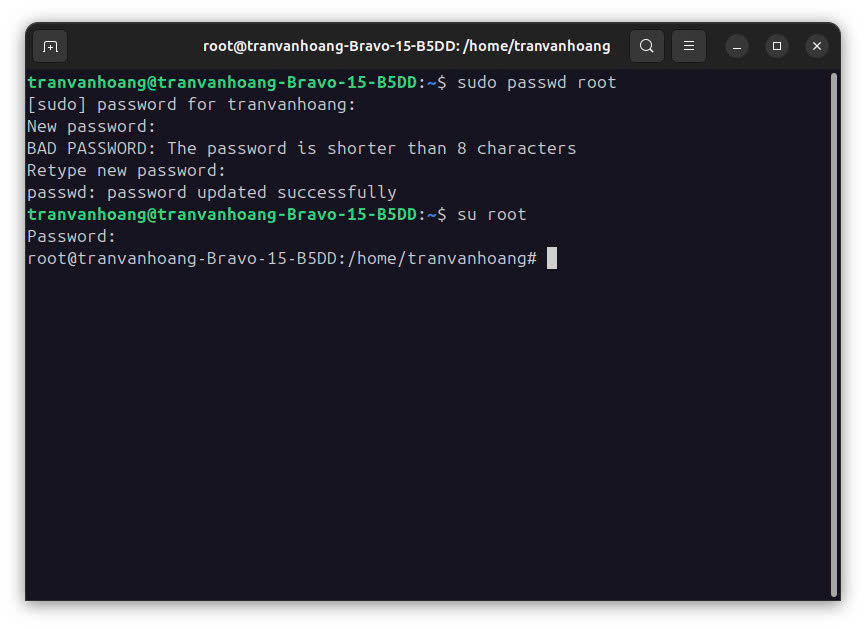 root@tranvanhoang-Bravo-15-B5DD: /home/tranvanhoang
tranvanhoang@tranvanhoang-Bravo-15-B5DD:~$ sudo passwd root
[sudo] password for tranvanhoang:
New password:
BAD PASSWORD: The password is shorter than 8 characters
Retype new password:
passwd: password updated successfully
tranvanhoang@tranvanhoang-Bravo-15-B5DD:~$ su root
Password:
root@tranvanhoang-Bravo-15-B5DD:/home/tranvanhoang#